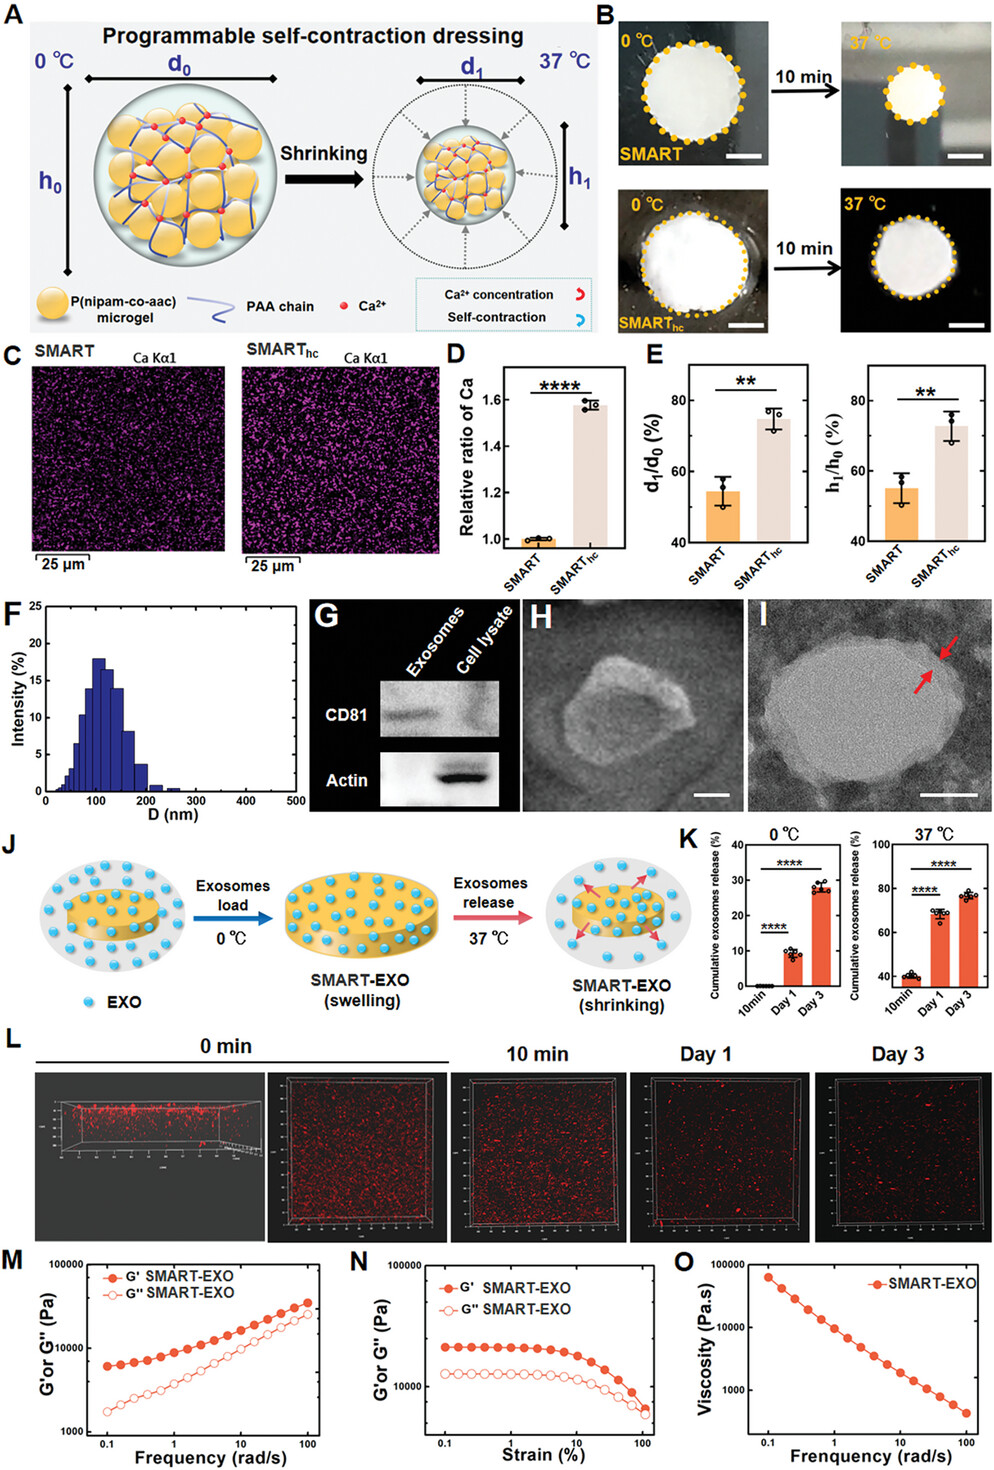 A
Programmable self-contraction dressing
0 ℃
d0
d1
37 ℃
h0
Shrinking
h1
P(nipam-co-aac)
microgel
PAA chain
Ca2+
Ca2+ concentration
Self-contraction
B
0 ℃
37 ℃
10 min
SMART
0 ℃
37 ℃
10 min
SMARThc
C
SMART
Ca Kα1
SMARThc
Ca Kα1
25 μm
25 μm
D
Relative ratio of Ca
1.6
1.4
1.2
1.0
****
SMART
SMARThc
E
d1/d0 (%)
80
60
40
**
SMART
SMARThc
h1/h0 (%)
80
60
40
**
SMART
SMARThc
F
Intensity (%)
25
20
15
10
5
0
0 100 200 300 400 500
D (nm)
G
Exosomes
Cell lysate
CD81
Actin
H
I
J
Exosomes
load
0 ℃
Exosomes
release
37 ℃
EXO
SMART-EXO
(swelling)
SMART-EXO
(shrinking)
K
0 ℃
Cumulative exosomes release (%)
40
30
20
10
0
****
****
10min
Day 1
Day 3
37 ℃
Cumulative exosomes release (%)
100
80
60
40
****
****
10min
Day 1
Day 3
L
0 min
10 min
Day 1
Day 3
M
G'or G'' (Pa)
100000
10000
1000
G' SMART-EXO
G'' SMART-EXO
0.1 1 10 100
Frequency (rad/s)
N
G'or G'' (Pa)
100000
10000
G' SMART-EXO
G'' SMART-EXO
0.1 1 10 100
Strain (%)
O
Viscosity (Pa.s)
100000
10000
1000
SMART-EXO
0.1 1 10 100
Frenquency (rad/s)